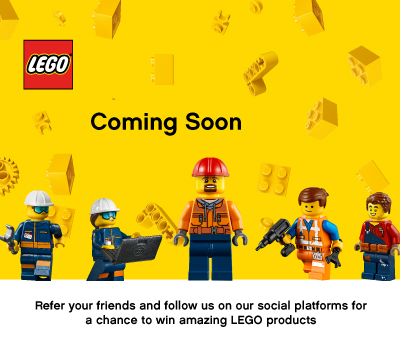 LEGO
Coming Soon
Refer your friends and follow us on our social platforms for
a chance to win amazing LEGO products